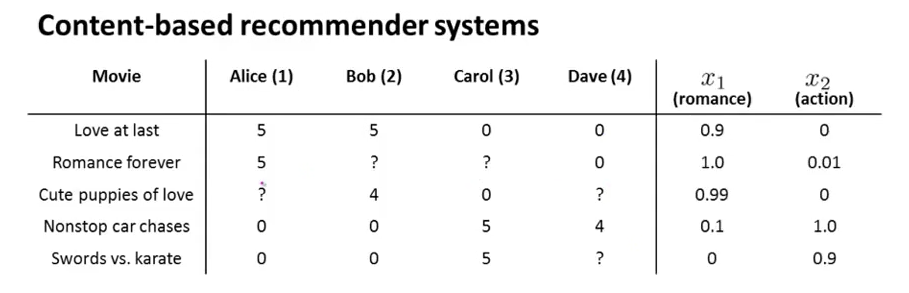 Content-based recommender systems
Movie Alice (1) Bob (2) Carol (3) Dave (4) x₁ (romance) x₂ (action)
Love at last 5 5 0 0 0.9 0
Romance forever 5 ? ? 0 1.0 0.01
Cute puppies of love ? 4 0 ? 0.99 0
Nonstop car chases 0 0 5 4 0.1 1.0
Swords vs. karate 0 0 5 ? 0 0.9